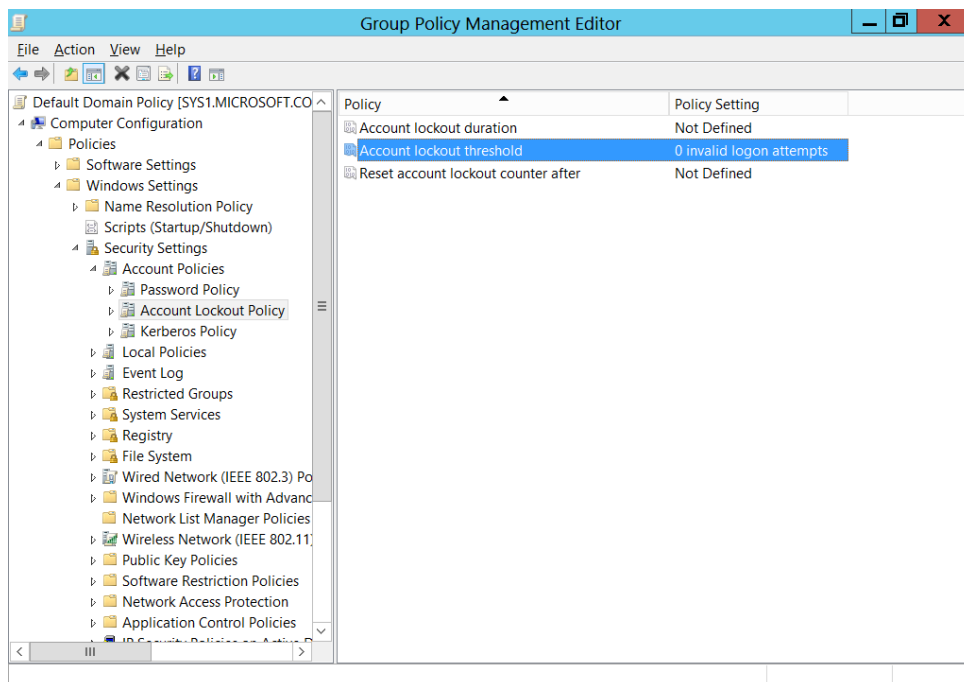 Group Policy Management Editor
File Action View Help
Default Domain Policy [SYS1.MICROSOFT.CO
Computer Configuration
Policies
Software Settings
Windows Settings
Name Resolution Policy
Scripts (Startup/Shutdown)
Security Settings
Account Policies
Password Policy
Account Lockout Policy
Kerberos Policy
Local Policies
Event Log
Restricted Groups
System Services
Registry
File System
Wired Network (IEEE 802.3) Po
Windows Firewall with Advanc
Network List Manager Policies
Wireless Network (IEEE 802.11)
Public Key Policies
Software Restriction Policies
Network Access Protection
Application Control Policies
IP Security Policies on Active D
Policy Policy Setting
Account lockout duration Not Defined
Account lockout threshold 0 invalid logon attempts
Reset account lockout counter after Not Defined